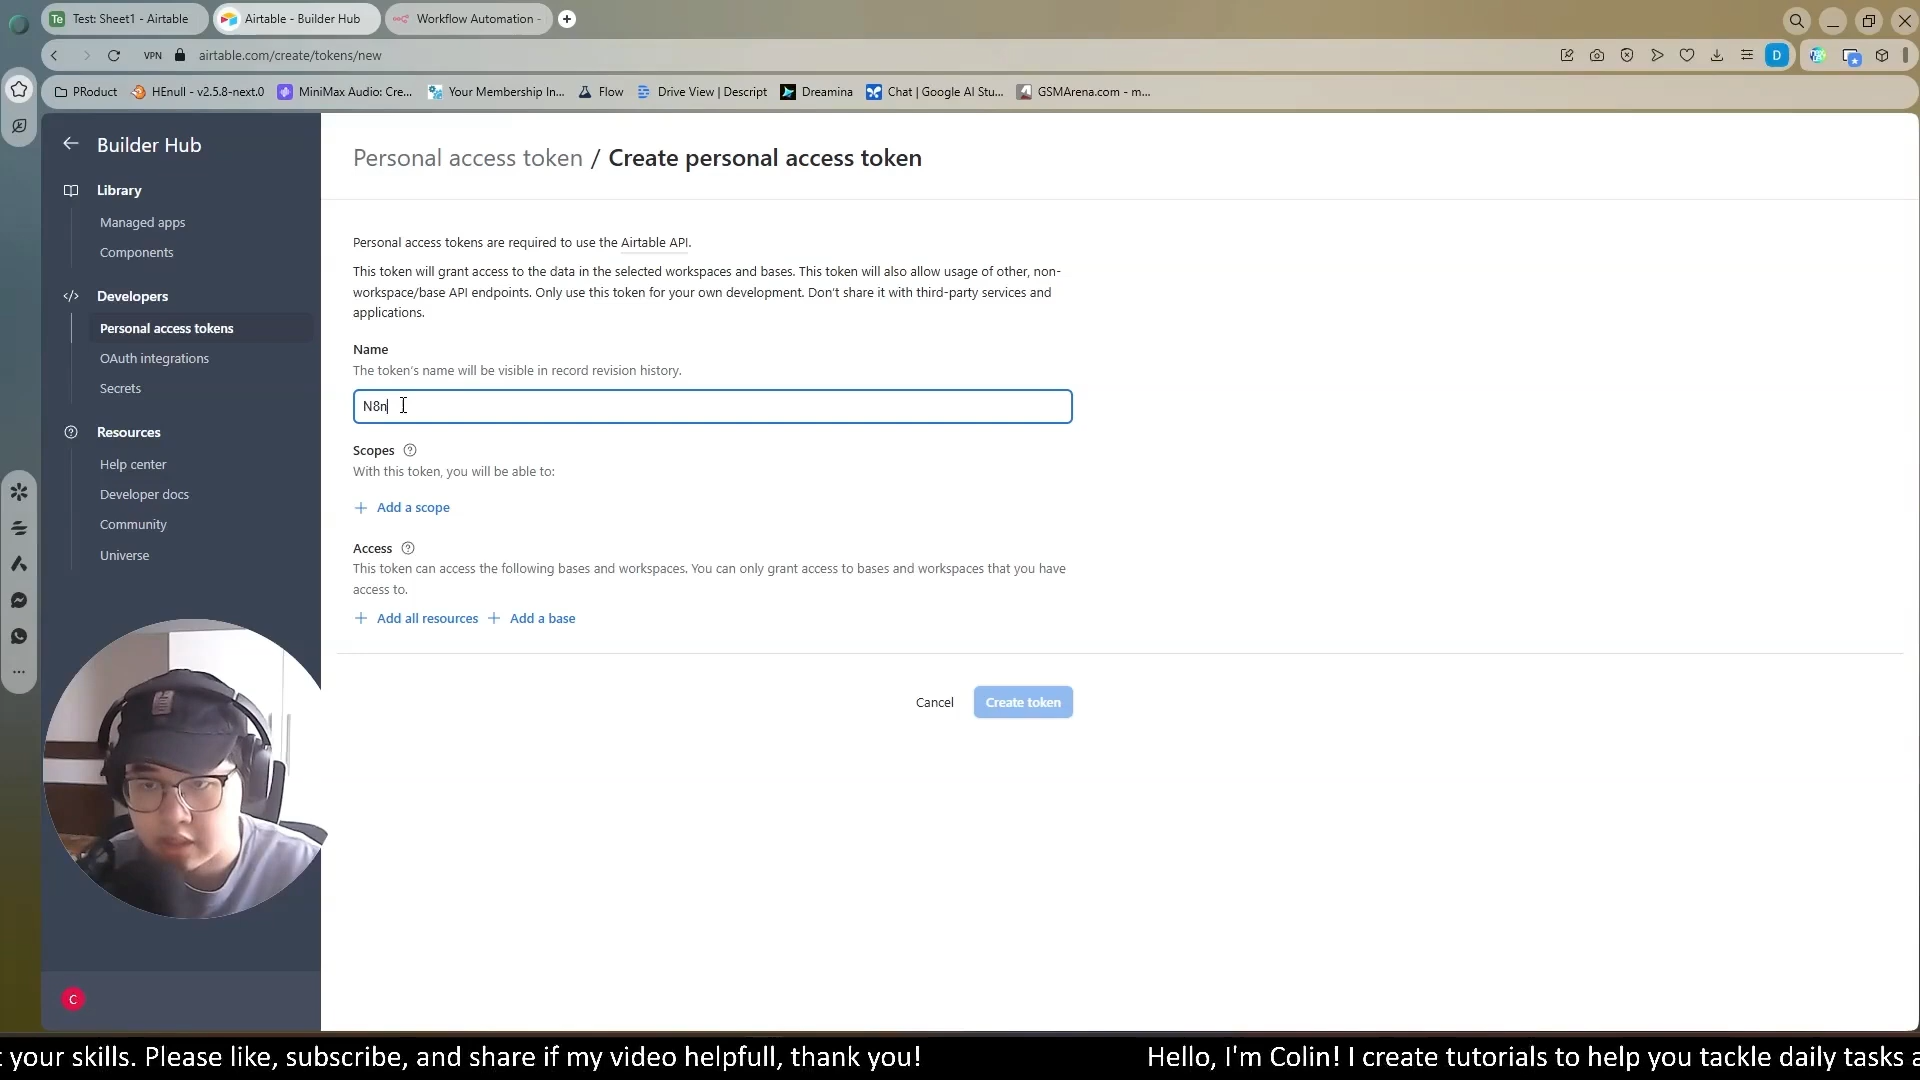 Test: Sheet1 - Airtable
Airtable - Builder Hub
Workflow Automation -
VPN
airtable.com/create/tokens/new
D
PRoduct
HEnull - v2.5.8-next.0
MiniMax Audio: Cre...
Your Membership In...
Flow
Drive View | Descript
Dreamina
Chat | Google AI Stu...
GSMArena.com - m...
Builder Hub
Library
Managed apps
Components
Developers
Personal access tokens
OAuth integrations
Secrets
Resources
Help center
Developer docs
Community
Universe
C
Personal access token / Create personal access token
Personal access tokens are required to use the Airtable API.
This token will grant access to the data in the selected workspaces and bases. This token will also allow usage of other, non-
workspace/base API endpoints. Only use this token for your own development. Don't share it with third-party services and
applications.
Name
The token's name will be visible in record revision history.
N8n
Scopes
With this token, you will be able to:
+ Add a scope
Access
This token can access the following bases and workspaces. You can only grant access to bases and workspaces that you have
access to.
+ Add all resources + Add a base
Cancel
Create token
your skills. Please like, subscribe, and share if my video helpfull, thank you!
Hello, I'm Colin! I create tutorials to help you tackle daily tasks